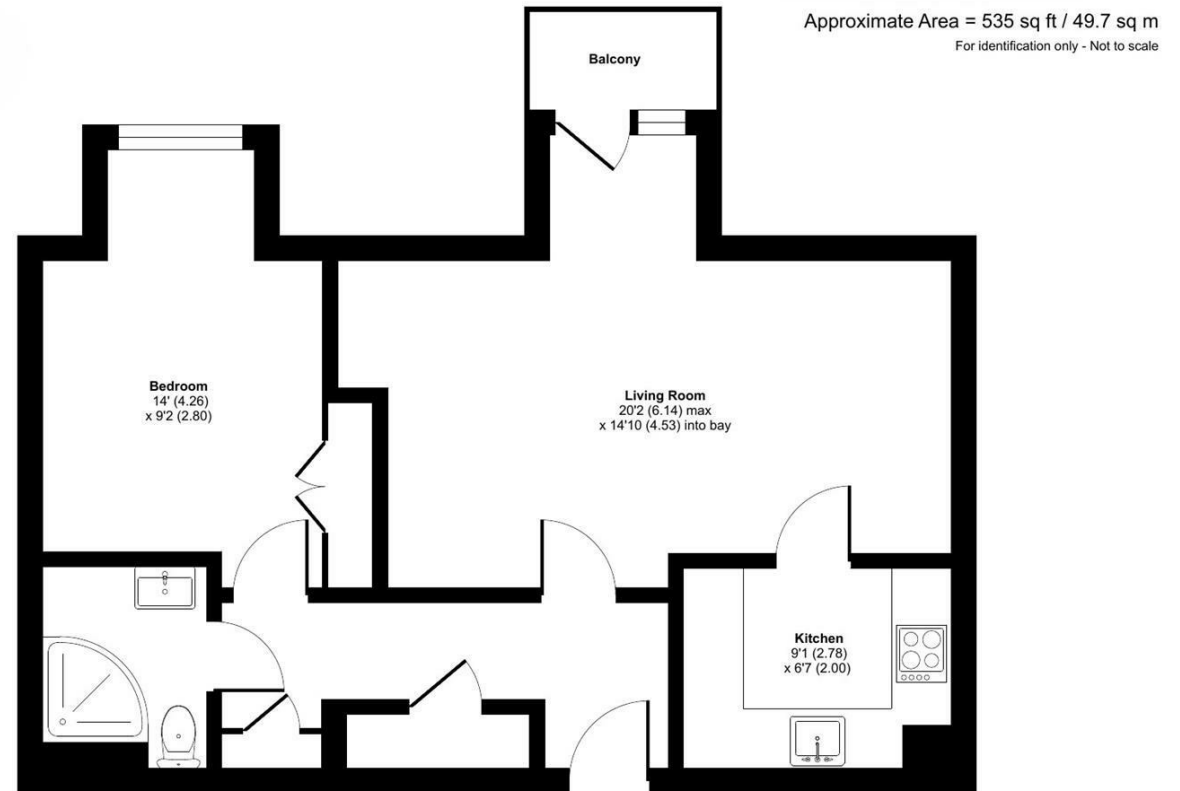 Approximate Area = 535 sq ft / 49.7 sq m
For identification only - Not to scale
Balcony
Bedroom
14' (4.26)
x 9'2 (2.80)
Living Room
20'2 (6.14) max
x 14'10 (4.53) into bay
Kitchen
9'1 (2.78)
x 6'7 (2.00)